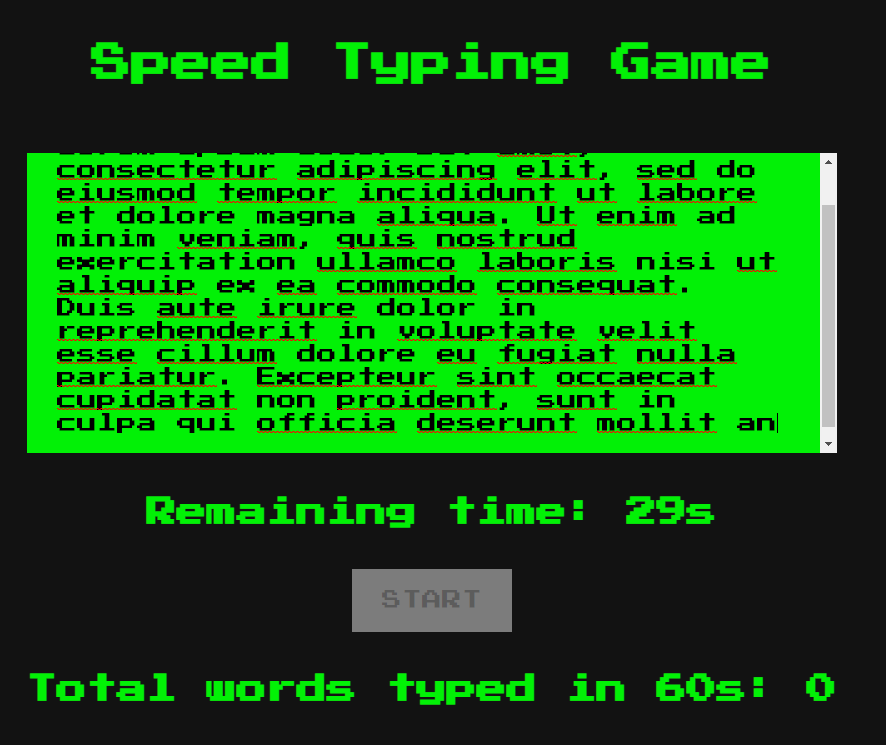 Speed Typing Game
consectetur adipiscing elit, sed do
eiusmod tempor incididunt ut labore
et dolore magna aliqua. Ut enim ad
minim veniam, quis nostrud
exercitation ullamco laboris nisi ut
aliquip ex ea commodo consequat.
Duis aute irure dolor in
reprehenderit in voluptate velit
esse cillum dolore eu fugiat nulla
pariatur. Excepteur sint occaecat
cupidatat non proident, sunt in
culpa qui officia deserunt mollit an
Remaining time: 29s
START
Total words typed in 60s: 0